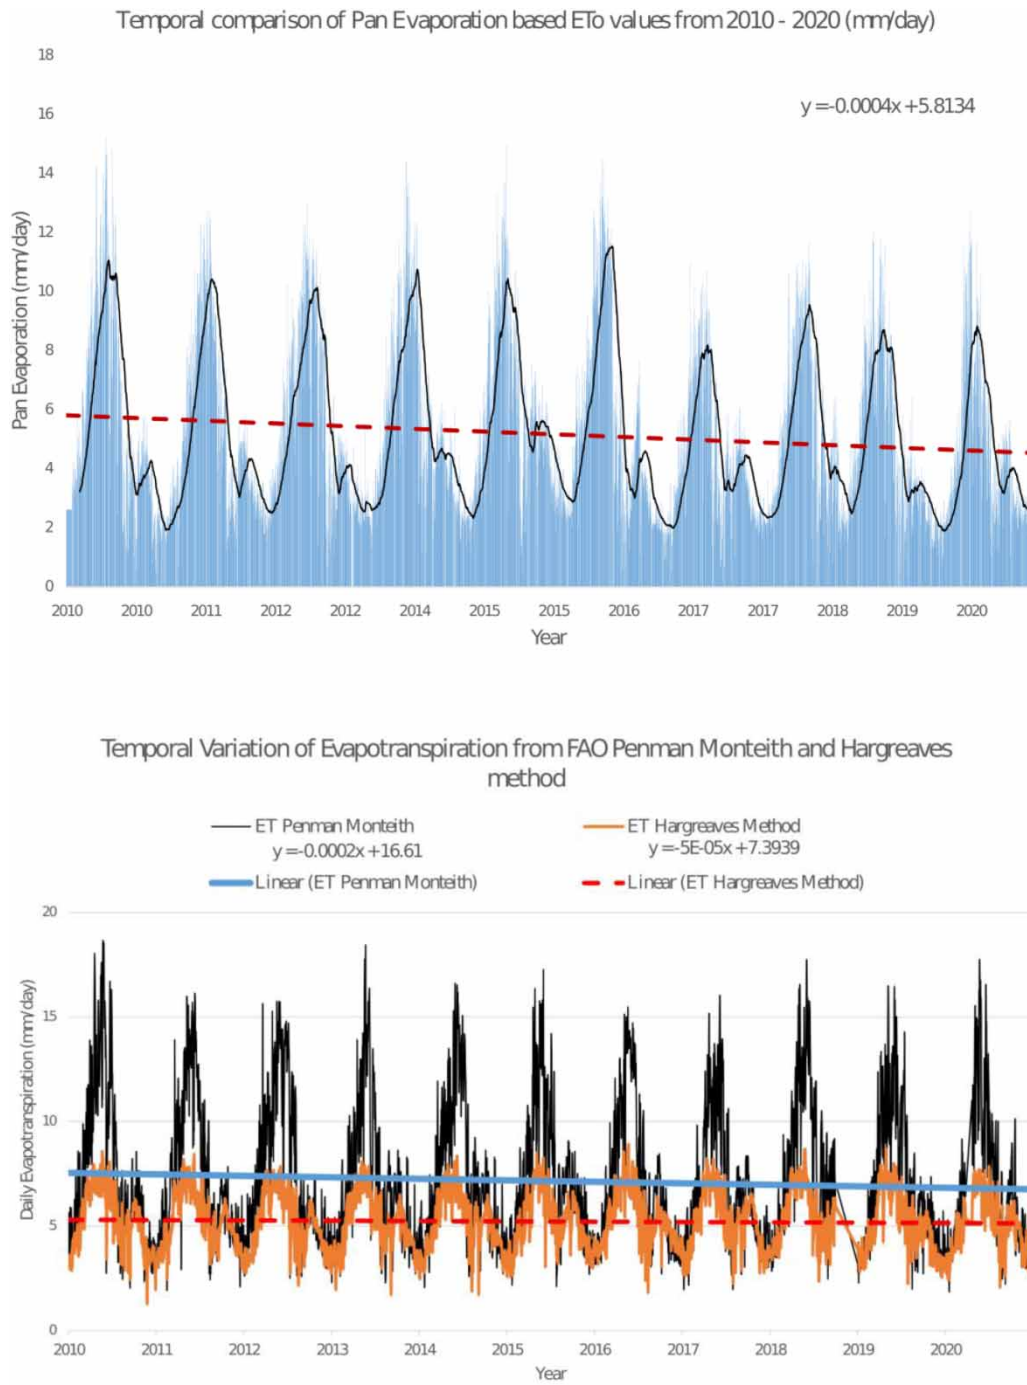 Temporal comparison of Pan Evaporation based ETo values from 2010 - 2020 (mm/day)
18
y = -0.0004x + 5.8134
16
14
12
10
8
6
4
2
0
Pan Evaporation (mm/day)
2010 2010 2011 2012 2012 2014 2015 2015 2016 2017 2017 2018 2019 2020
Year
Temporal Variation of Evapotranspiration from FAO Penman Monteith and Hargreaves
method
ET Penman Monteith ET Hargreaves Method
y = -0.0002x + 16.61 y = -5E-05x + 7.3939
Linear (ET Penman Monteith) Linear (ET Hargreaves Method)
20
15
10
5
0
Daily Evapotranspiration (mm/day)
2010 2011 2012 2013 2014 2015 2016 2017 2018 2019 2020
Year